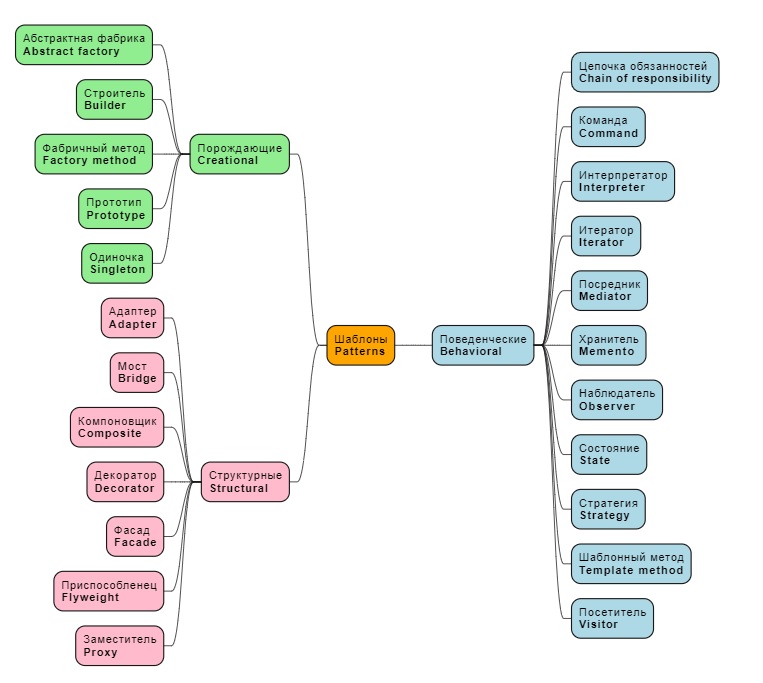 Абстрактная фабрика
Abstract factory
Строитель
Builder
Фабричный метод
Factory method
Прототип
Prototype
Одиночка
Singleton
Порождающие
Creational
Адаптер
Adapter
Мост
Bridge
Компоновщик
Composite
Декоратор
Decorator
Фасад
Facade
Приспособленец
Flyweight
Заместитель
Proxy
Структурные
Structural
Шаблоны
Patterns
Поведенческие
Behavioral
Цепочка обязанностей
Chain of responsibility
Команда
Command
Интерпретатор
Interpreter
Итератор
Iterator
Посредник
Mediator
Хранитель
Memento
Наблюдатель
Observer
Состояние
State
Стратегия
Strategy
Шаблонный метод
Template method
Посетитель
Visitor